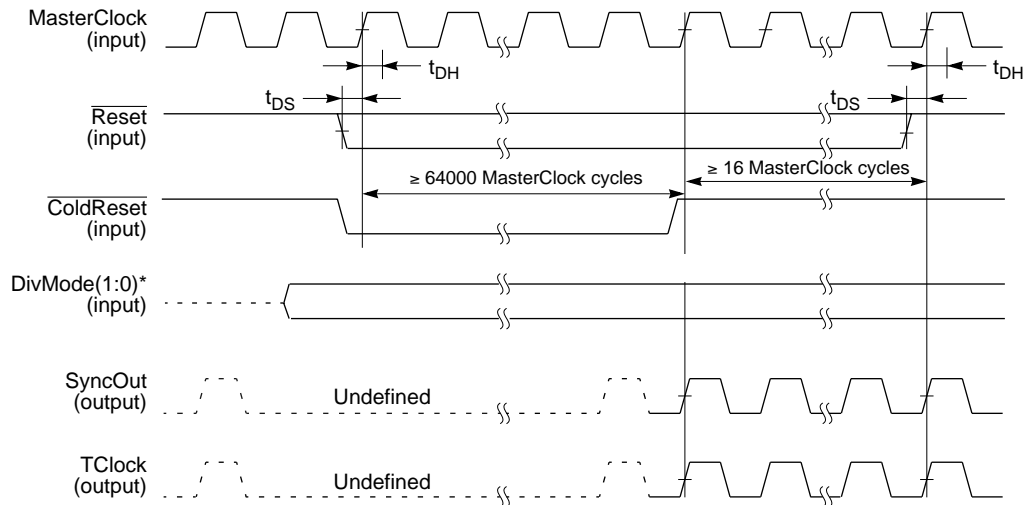 MasterClock
(input)
tDH
tDH
tDS
tDS
Reset
(input)
≥ 64000 MasterClock cycles
≥ 16 MasterClock cycles
ColdReset
(input)
DivMode(1:0)*
(input)
SyncOut
(output)
Undefined
TClock
(output)
Undefined